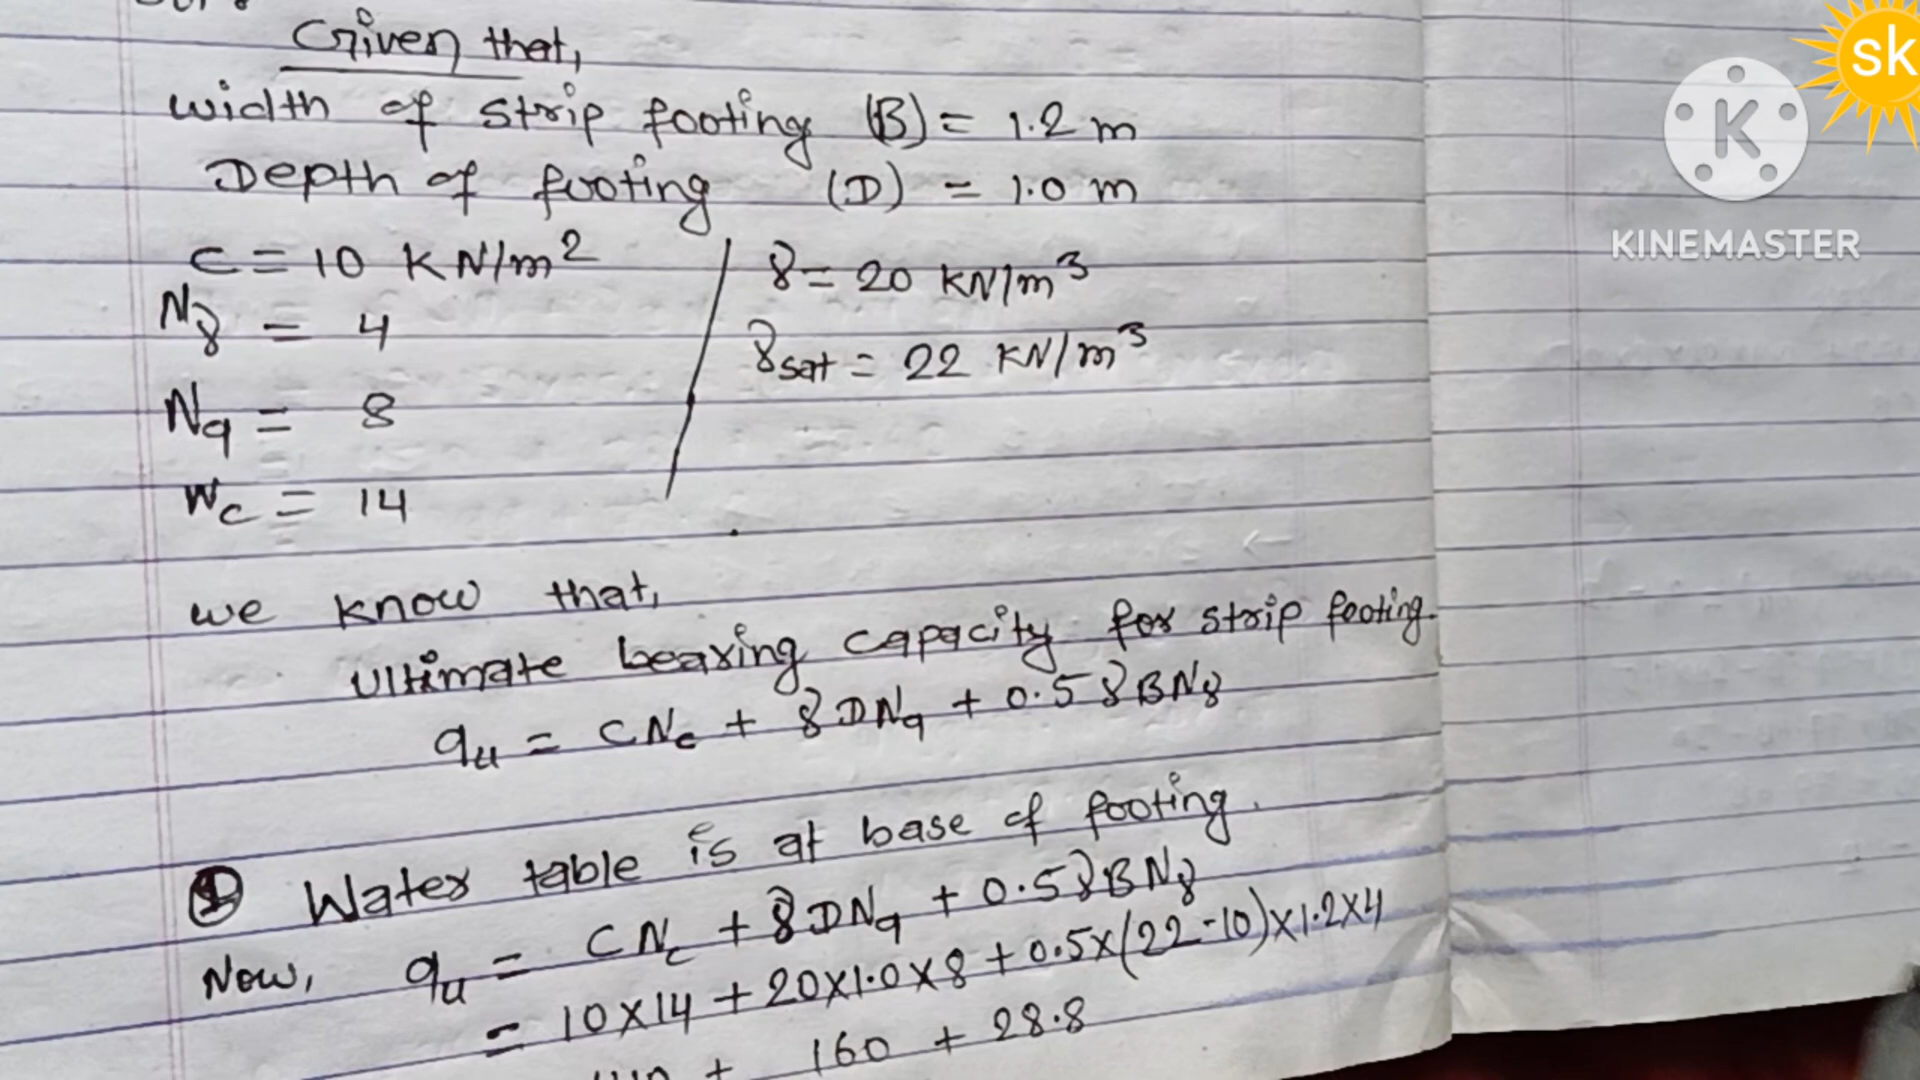 Given that,
width of strip footing (B) = 1.2 m
Depth of footing (D) = 1.0 m
C = 10 KN/m²
γ = 20 KN/m³
Nγ = 4
γsat = 22 KN/m³
Nq = 8
Nc = 14
we know that,
Ultimate bearing capacity for strip footing.
qu = CNc + γDNq + 0.5γBNγ
① Water table is at base of footing.
Now, qu = CNc + γDNq + 0.5γBNγ
= 10×14 + 20×1.0×8 + 0.5×(22-10)×1.2×4
+ 160 + 28.8
sk
K
KINEMASTER